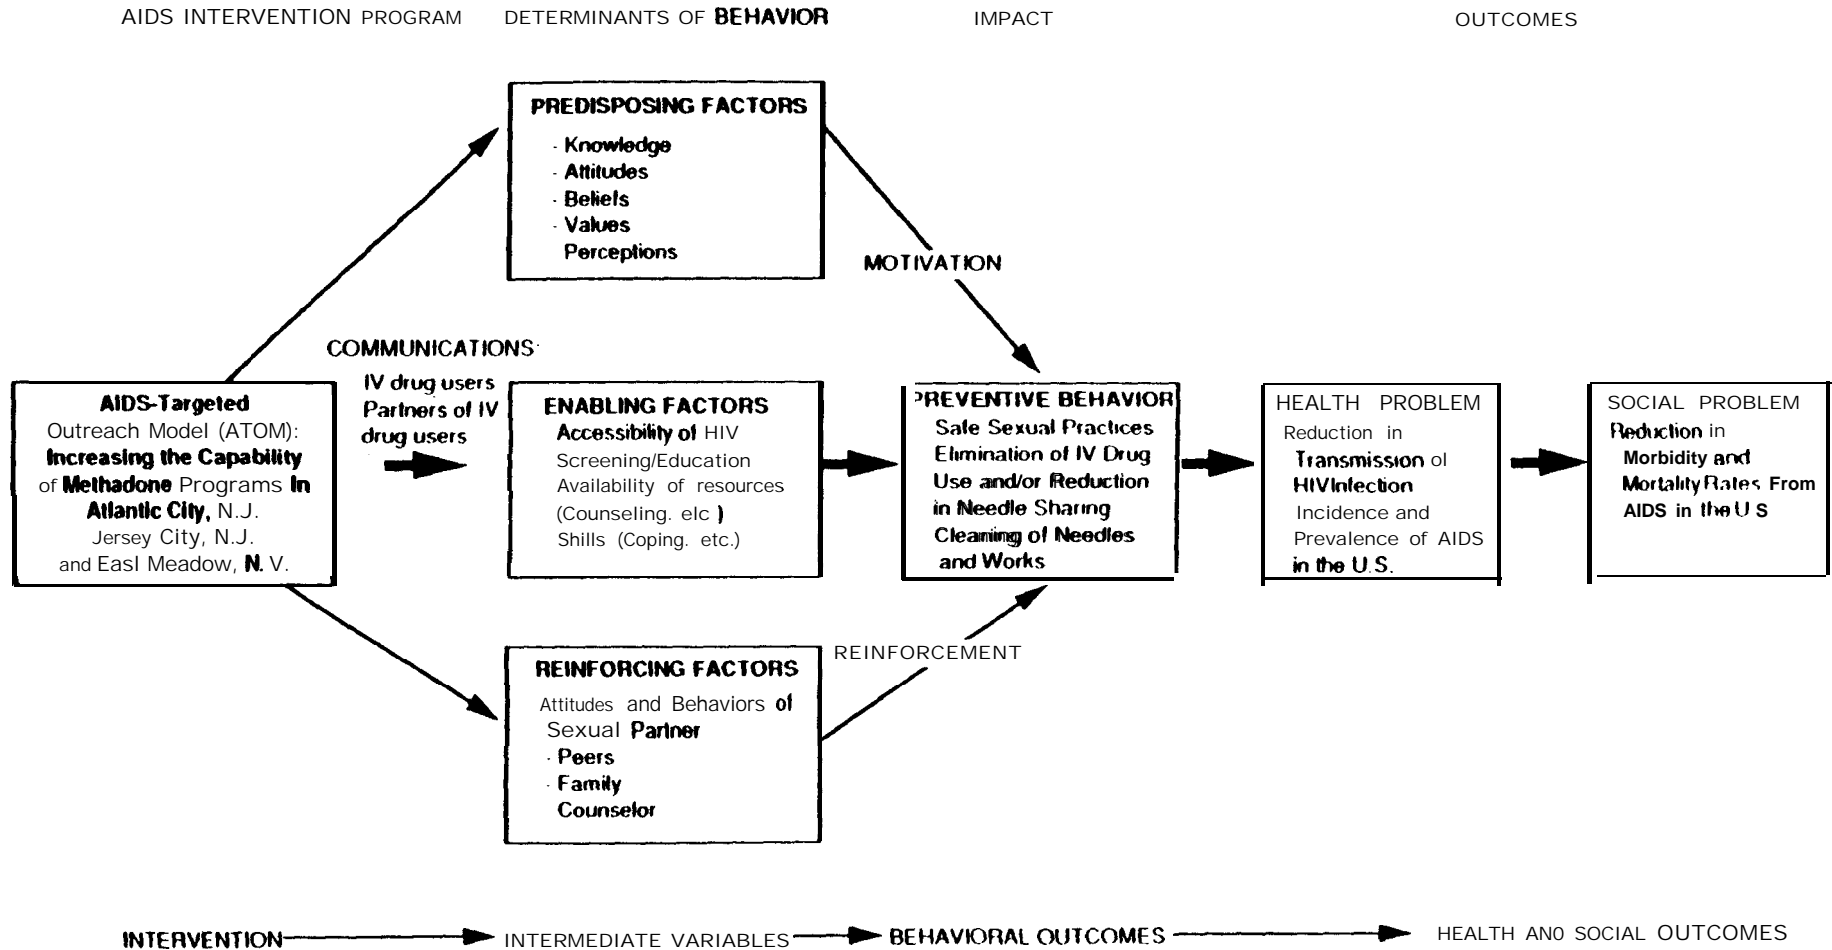 AIDS INTERVENTION PROGRAM
DETERMINANTS OF BEHAVIOR
IMPACT
OUTCOMES
PREDISPOSING FACTORS
- Knowledge
- Attitudes
- Beliefs
- Values
Perceptions
MOTIVATION
COMMUNICATIONS:
IV drug users
Partners of IV
drug users
AIDS-Targeted
Outreach Model (ATOM):
Increasing the Capability
of Methadone Programs In
Atlantic City, N.J.
Jersey City, N.J.
and Easl Meadow, N. V.
ENABLING FACTORS
Accessibility of HIV
Screening/Education
Availability of resources
(Counseling. elc )
Shills (Coping. etc.)
PREVENTIVE BEHAVIOR
Safe Sexual Practices
Elimination of IV Drug
Use and/or Reduction
in Needle Sharing
Cleaning of Needles
and Works
HEALTH PROBLEM
Reduction in
Transmission ol
HIV Infection
Incidence and
Prevalence of AIDS
in the U.S.
SOCIAL PROBLEM
Reduction in
Morbidity and
Mortality Rates From
AIDS in the U S
REINFORCING FACTORS
Attitudes and Behaviors of
Sexual Partner
- Peers
- Family
Counselor
REINFORCEMENT
INTERVENTION
INTERMEDIATE VARIABLES
BEHAVIORAL OUTCOMES
HEALTH AN0 SOCIAL OUTCOMES